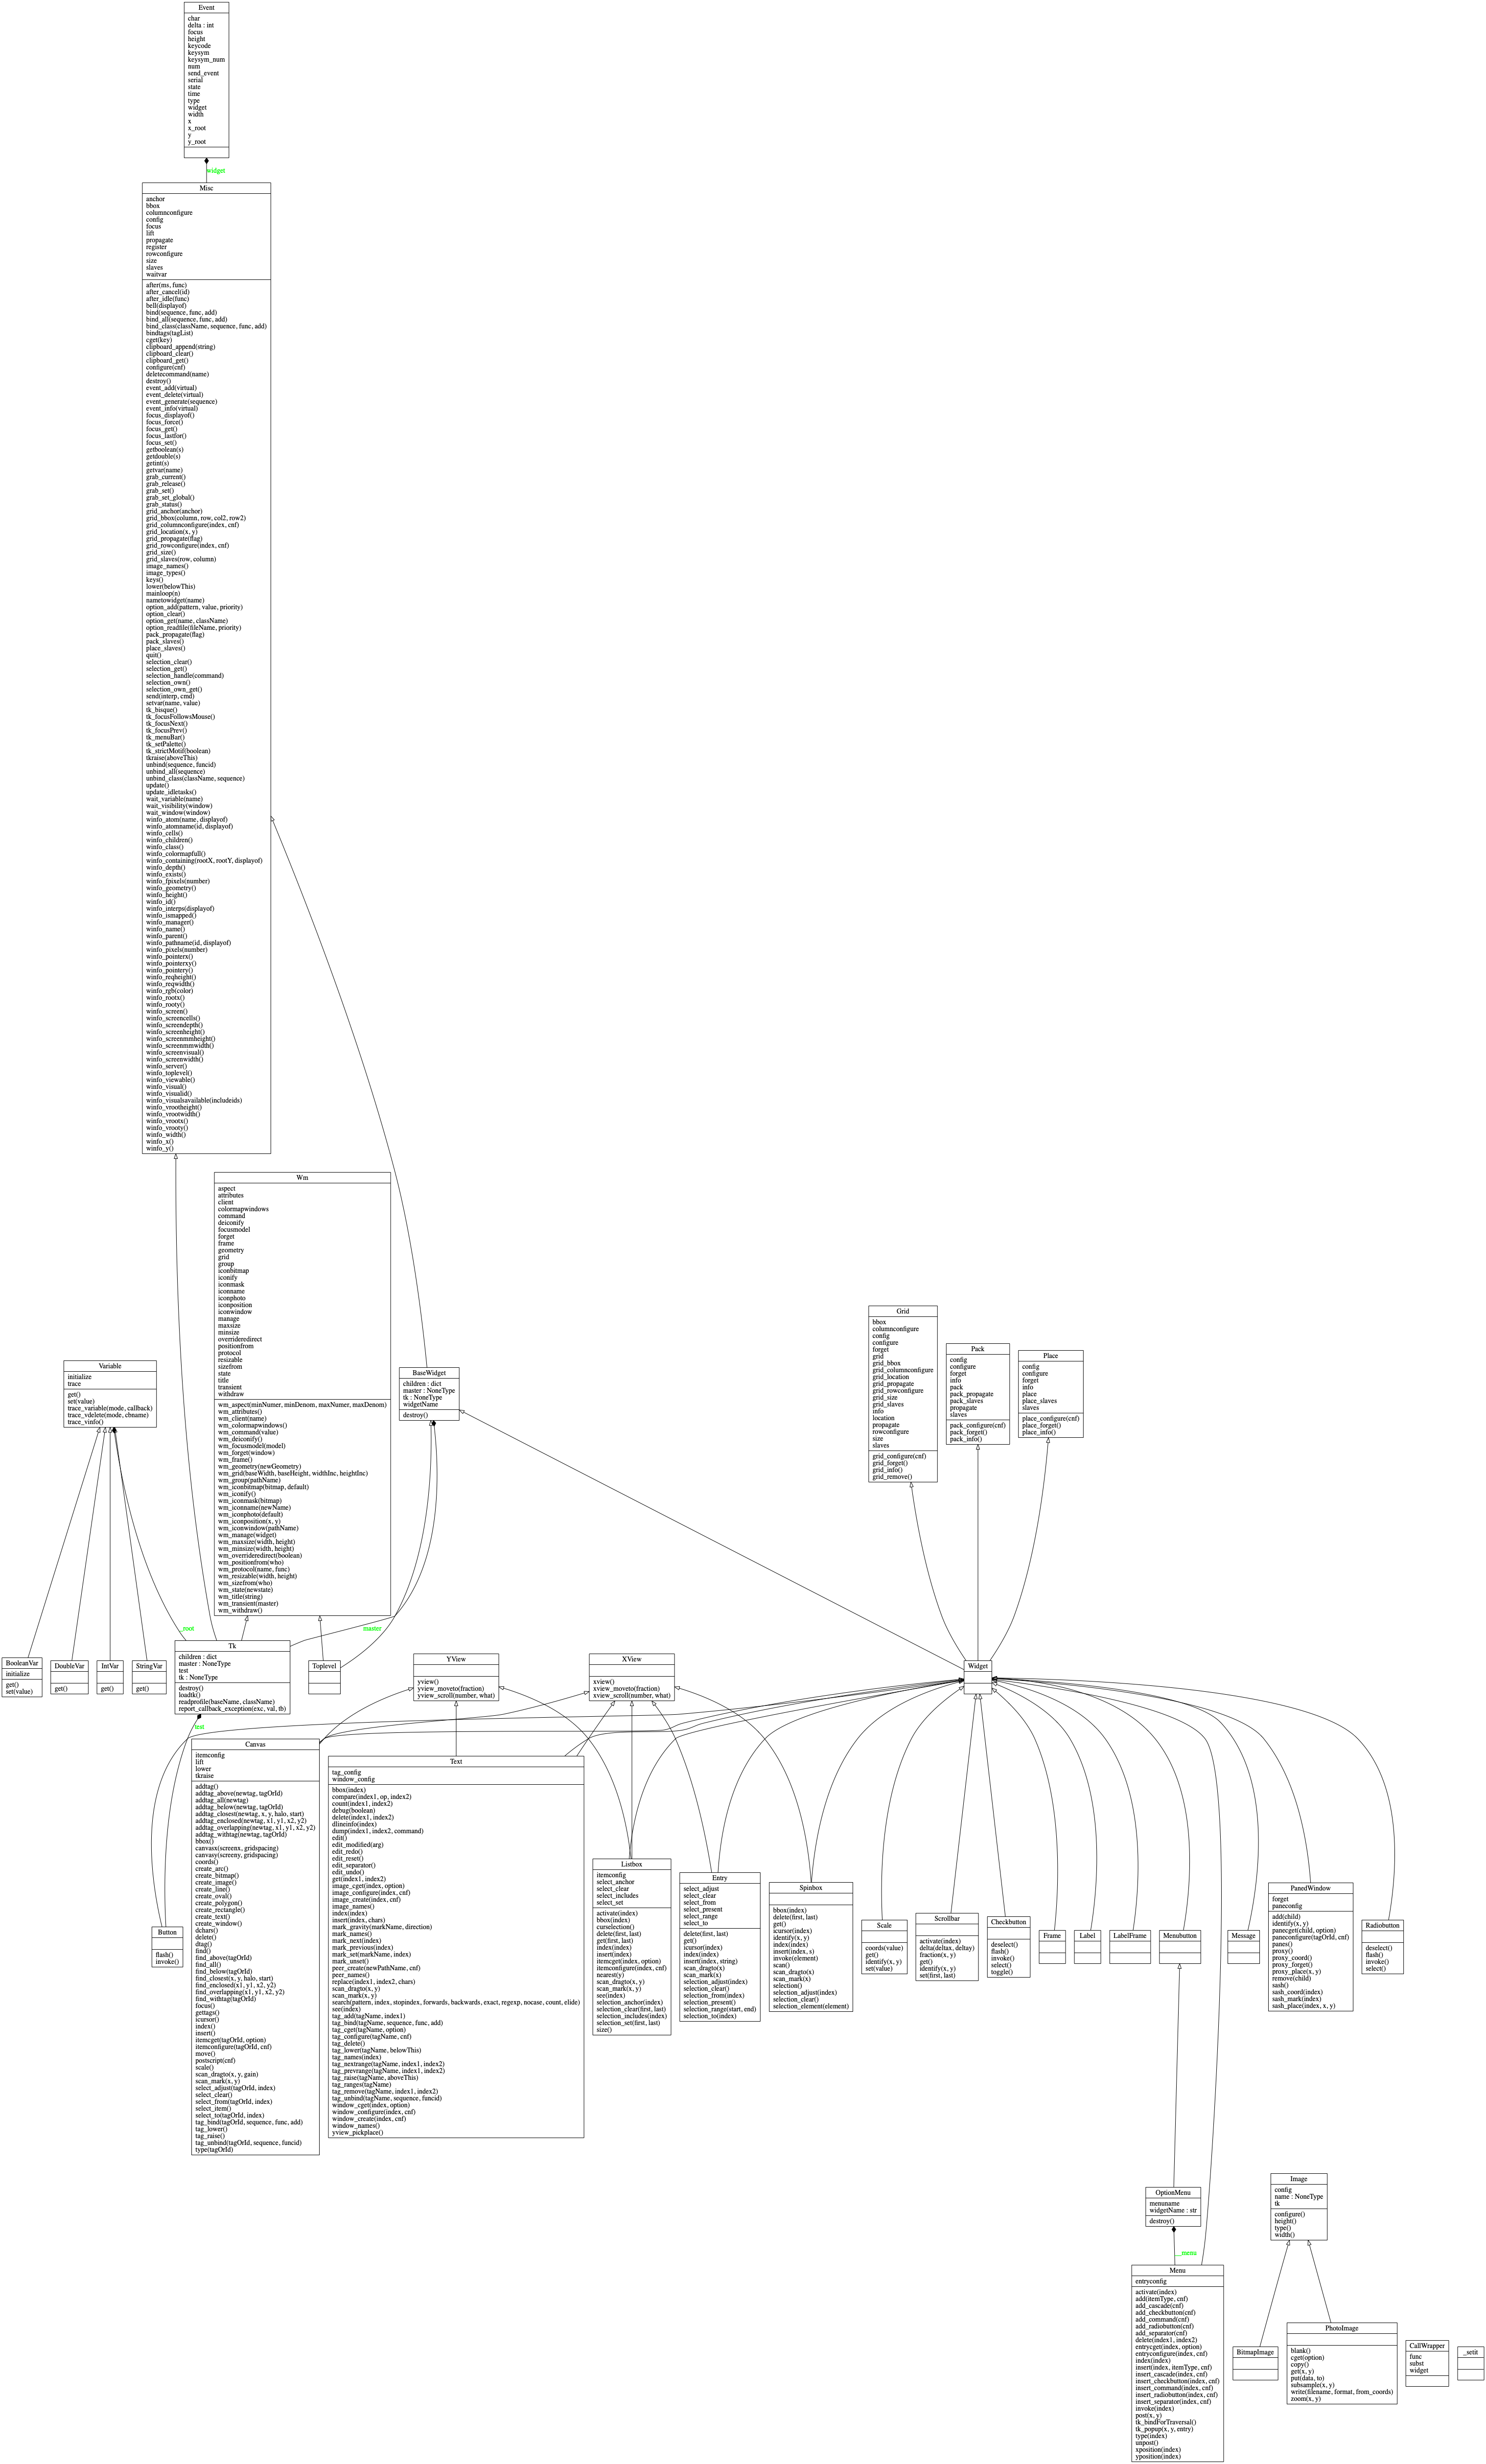 Event
char
delta : int
focus
height
keycode
keysym
keysym_num
num
send_event
serial
state
time
type
widget
width
x
x_root
y
y_root
widget
Misc
anchor
bbox
columnconfigure
config
focus
lift
propagate
register
rowconfigure
size
slaves
waitvar
after(ms, func)
after_cancel(id)
after_idle(func)
bell(displayof)
bind(sequence, func, add)
bind_all(sequence, func, add)
bind_class(className, sequence, func, add)
bindtags(tagList)
cget(key)
clipboard_append(string)
clipboard_clear()
clipboard_get()
configure(cnf)
deletecommand(name)
destroy()
event_add(virtual)
event_delete(virtual)
event_generate(sequence)
event_info(virtual)
focus_displayof()
focus_force()
focus_get()
focus_lastfor()
focus_set()
getboolean(s)
getdouble(s)
getint(s)
getvar(name)
grab_current()
grab_release()
grab_set()
grab_set_global()
grab_status()
grid_anchor(anchor)
grid_bbox(column, row, col2, row2)
grid_columnconfigure(index, cnf)
grid_location(x, y)
grid_propagate(flag)
grid_rowconfigure(index, cnf)
grid_size()
grid_slaves(row, column)
image_names()
image_types()
keys()
lower(belowThis)
mainloop(n)
nametowidget(name)
option_add(pattern, value, priority)
option_clear()
option_get(name, className)
option_readfile(fileName, priority)
pack_propagate(flag)
pack_slaves()
place_slaves()
quit()
selection_clear()
selection_get()
selection_handle(command)
selection_own()
selection_own_get()
send(interp, cmd)
setvar(name, value)
tk_bisque()
tk_focusFollowsMouse()
tk_focusNext()
tk_focusPrev()
tk_menuBar()
tk_setPalette()
tk_strictMotif(boolean)
tkraise(aboveThis)
unbind(sequence, funcid)
unbind_all(sequence)
unbind_class(className, sequence)
update()
update_idletasks()
wait_variable(name)
wait_visibility(window)
wait_window(window)
winfo_atom(name, displayof)
winfo_atomname(id, displayof)
winfo_cells()
winfo_children()
winfo_class()
winfo_colormapfull()
winfo_containing(rootX, rootY, displayof)
winfo_depth()
winfo_exists()
winfo_fpixels(number)
winfo_geometry()
winfo_height()
winfo_id()
winfo_interps(displayof)
winfo_ismapped()
winfo_manager()
winfo_name()
winfo_parent()
winfo_pathname(id, displayof)
winfo_pixels(number)
winfo_pointerx()
winfo_pointerxy()
winfo_pointery()
winfo_reqheight()
winfo_reqwidth()
winfo_rgb(color)
winfo_rootx()
winfo_rooty()
winfo_screen()
winfo_screencells()
winfo_screendepth()
winfo_screenheight()
winfo_screenmmheight()
winfo_screenmmwidth()
winfo_screenvisual()
winfo_screenwidth()
winfo_server()
winfo_toplevel()
winfo_viewable()
winfo_visual()
winfo_visualid()
winfo_visualsavailable(includeids)
winfo_vrootheight()
winfo_vrootwidth()
winfo_vrootx()
winfo_vrooty()
winfo_width()
winfo_x()
winfo_y()
Wm
aspect
attributes
client
colormapwindows
command
deiconify
focusmodel
forget
frame
geometry
grid
group
iconbitmap
iconify
iconmask
iconname
iconphoto
iconposition
iconwindow
manage
maxsize
minsize
overrideredirect
positionfrom
protocol
resizable
sizefrom
state
title
transient
withdraw
wm_aspect(minNumer, minDenom, maxNumer, maxDenom)
wm_attributes()
wm_client(name)
wm_colormapwindows()
wm_command(value)
wm_deiconify()
wm_focusmodel(model)
wm_forget(window)
wm_frame()
wm_geometry(newGeometry)
wm_grid(baseWidth, baseHeight, widthInc, heightInc)
wm_group(pathName)
wm_iconbitmap(bitmap, default)
wm_iconify()
wm_iconmask(bitmap)
wm_iconname(newName)
wm_iconphoto(default)
wm_iconposition(x, y)
wm_iconwindow(pathName)
wm_manage(widget)
wm_maxsize(width, height)
wm_minsize(width, height)
wm_overrideredirect(boolean)
wm_positionfrom(who)
wm_protocol(name, func)
wm_resizable(width, height)
wm_sizefrom(who)
wm_state(newstate)
wm_title(string)
wm_transient(master)
wm_withdraw()
Variable
initialize
trace
get()
set(value)
trace_variable(mode, callback)
trace_vdelete(mode, cbname)
trace_vinfo()
BaseWidget
children : dict
master : NoneType
tk : NoneType
widgetName
destroy()
Grid
bbox
columnconfigure
config
configure
forget
grid
grid_bbox
grid_columnconfigure
grid_location
grid_propagate
grid_rowconfigure
grid_size
grid_slaves
info
location
propagate
rowconfigure
size
slaves
grid_configure(cnf)
grid_forget()
grid_info()
grid_remove()
Pack
config
configure
forget
info
pack
pack_propagate
pack_slaves
propagate
slaves
pack_configure(cnf)
pack_forget()
pack_info()
Place
config
configure
forget
info
place
place_slaves
slaves
place_configure(cnf)
place_forget()
place_info()
_root
master
BooleanVar
initialize
get()
set(value)
DoubleVar
get()
IntVar
get()
StringVar
get()
Tk
children : dict
master : NoneType
test
tk : NoneType
destroy()
loadtk()
readprofile(baseName, className)
report_callback_exception(exc, val, tb)
Toplevel
YView
yview()
yview_moveto(fraction)
yview_scroll(number, what)
XView
xview()
xview_moveto(fraction)
xview_scroll(number, what)
Widget
test
Button
flash()
invoke()
Canvas
itemconfig
lift
lower
tkraise
addtag()
addtag_above(newtag, tagOrId)
addtag_all(newtag)
addtag_below(newtag, tagOrId)
addtag_closest(newtag, x, y, halo, start)
addtag_enclosed(newtag, x1, y1, x2, y2)
addtag_overlapping(newtag, x1, y1, x2, y2)
addtag_withtag(newtag, tagOrId)
bbox()
canvasx(screenx, gridspacing)
canvasy(screeny, gridspacing)
coords()
create_arc()
create_bitmap()
create_image()
create_line()
create_oval()
create_polygon()
create_rectangle()
create_text()
create_window()
dchars()
delete()
dtag()
find()
find_above(tagOrId)
find_all()
find_below(tagOrId)
find_closest(x, y, halo, start)
find_enclosed(x1, y1, x2, y2)
find_overlapping(x1, y1, x2, y2)
find_withtag(tagOrId)
focus()
gettags()
icursor()
index()
insert()
itemcget(tagOrId, option)
itemconfigure(tagOrId, cnf)
move()
postscript(cnf)
scale()
scan_dragto(x, y, gain)
scan_mark(x, y)
select_adjust(tagOrId, index)
select_clear()
select_from(tagOrId, index)
select_item()
select_to(tagOrId, index)
tag_bind(tagOrId, sequence, func, add)
tag_lower()
tag_raise()
tag_unbind(tagOrId, sequence, funcid)
type(tagOrId)
Text
tag_config
window_config
bbox(index)
compare(index1, op, index2)
count(index1, index2)
debug(boolean)
delete(index1, index2)
dlineinfo(index)
dump(index1, index2, command)
edit()
edit_modified(arg)
edit_redo()
edit_reset()
edit_separator()
edit_undo()
get(index1, index2)
image_cget(index, option)
image_configure(index, cnf)
image_create(index, cnf)
image_names()
index(index)
insert(index, chars)
mark_gravity(markName, direction)
mark_names()
mark_next(index)
mark_previous(index)
mark_set(markName, index)
mark_unset()
peer_create(newPathName, cnf)
peer_names()
replace(index1, index2, chars)
scan_dragto(x, y)
scan_mark(x, y)
search(pattern, index, stopindex, forwards, backwards, exact, regexp, nocase, count, elide)
see(index)
tag_add(tagName, index1)
tag_bind(tagName, sequence, func, add)
tag_cget(tagName, option)
tag_configure(tagName, cnf)
tag_delete()
tag_lower(tagName, belowThis)
tag_names(index)
tag_nextrange(tagName, index1, index2)
tag_prevrange(tagName, index1, index2)
tag_raise(tagName, aboveThis)
tag_ranges(tagName)
tag_remove(tagName, index1, index2)
tag_unbind(tagName, sequence, funcid)
window_cget(index, option)
window_configure(index, cnf)
window_create(index, cnf)
window_names()
yview_pickplace()
Listbox
itemconfig
select_anchor
select_clear
select_includes
select_set
activate(index)
bbox(index)
curselection()
delete(first, last)
get(first, last)
index(index)
insert(index)
itemcget(index, option)
itemconfigure(index, cnf)
nearest(y)
scan_dragto(x, y)
scan_mark(x, y)
see(index)
selection_anchor(index)
selection_clear(first, last)
selection_includes(index)
selection_set(first, last)
size()
Entry
select_adjust
select_clear
select_from
select_present
select_range
select_to
delete(first, last)
get()
icursor(index)
index(index)
insert(index, string)
scan_dragto(x)
scan_mark(x)
selection_adjust(index)
selection_clear()
selection_from(index)
selection_present()
selection_range(start, end)
selection_to(index)
Spinbox
bbox(index)
delete(first, last)
get()
icursor(index)
identify(x, y)
index(index)
insert(index, s)
invoke(element)
scan()
scan_dragto(x)
scan_mark(x)
selection()
selection_adjust(index)
selection_clear()
selection_element(element)
Scale
coords(value)
get()
identify(x, y)
set(value)
Scrollbar
activate(index)
delta(deltax, deltay)
fraction(x, y)
get()
identify(x, y)
set(first, last)
Checkbutton
deselect()
flash()
invoke()
select()
toggle()
Frame
Label
LabelFrame
Menubutton
Message
PanedWindow
forget
paneconfig
add(child)
identify(x, y)
panecget(child, option)
paneconfigure(tagOrId, cnf)
panes()
proxy()
proxy_coord()
proxy_forget()
proxy_place(x, y)
remove(child)
sash()
sash_coord(index)
sash_mark(index)
sash_place(index, x, y)
Radiobutton
deselect()
flash()
invoke()
select()
OptionMenu
menuname
widgetName : str
destroy()
__menu
Image
config
name : NoneType
tk
configure()
height()
type()
width()
Menu
entryconfig
activate(index)
add(itemType, cnf)
add_cascade(cnf)
add_checkbutton(cnf)
add_command(cnf)
add_radiobutton(cnf)
add_separator(cnf)
delete(index1, index2)
entrycget(index, option)
entryconfigure(index, cnf)
index(index)
insert(index, itemType, cnf)
insert_cascade(index, cnf)
insert_checkbutton(index, cnf)
insert_command(index, cnf)
insert_radiobutton(index, cnf)
insert_separator(index, cnf)
invoke(index)
post(x, y)
tk_bindForTraversal()
tk_popup(x, y, entry)
type(index)
unpost()
xposition(index)
yposition(index)
BitmapImage
PhotoImage
blank()
cget(option)
copy()
get(x, y)
put(data, to)
subsample(x, y)
write(filename, format, from_coords)
zoom(x, y)
CallWrapper
func
subst
widget
_setit